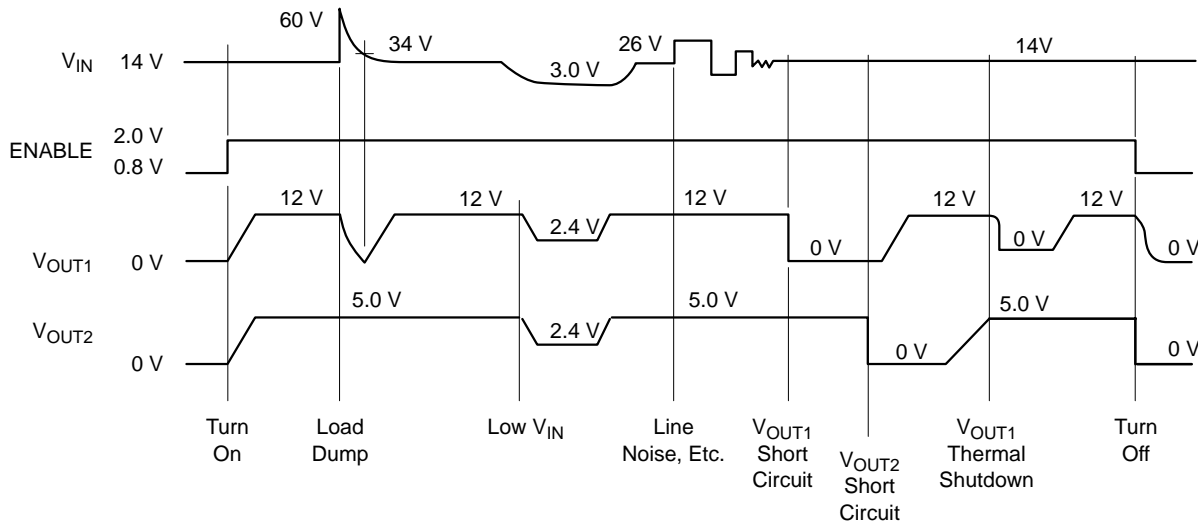 60 V
34 V
26 V
14V
V_IN 14 V
3.0 V
2.0 V
ENABLE
0.8 V
12 V 12 V 12 V 12 V 12 V
2.4 V
V_OUT1 0 V
0 V 0 V 0 V
5.0 V 5.0 V 5.0 V
V_OUT2
2.4 V
0 V
0 V 0 V
Turn
On
Load
Dump
Low V_IN
Line
Noise, Etc.
V_OUT1
Short
Circuit
V_OUT2
Short
Circuit
V_OUT1
Thermal
Shutdown
Turn
Off